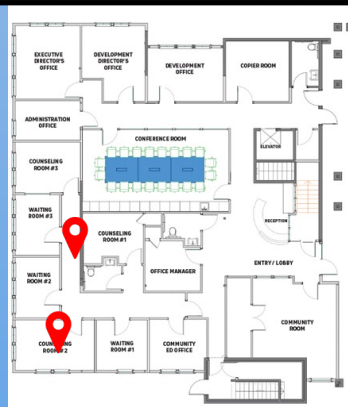 EXECUTIVE
DIRECTOR'S
OFFICE
DEVELOPMENT
DIRECTOR'S
OFFICE
DEVELOPMENT
OFFICE
COPIER ROOM
ADMINISTRATION
OFFICE
CONFERENCE ROOM
ELEVATOR
COUNSELING
ROOM #3
WAITING
ROOM #3
COUNSELING
ROOM #1
RECEPTION
WAITING
ROOM #2
OFFICE MANAGER
ENTRY / LOBBY
COMMUNITY
ROOM
ROOM #2
WAITING
ROOM #1
COMMUNITY
ED OFFICE